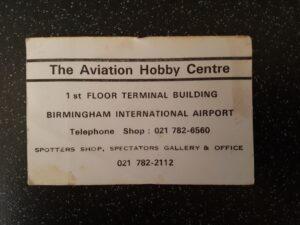 The Aviation Hobby Centre
1st FLOOR TERMINAL BUILDING
BIRMINGHAM INTERNATIONAL AIRPORT
Telephone Shop : 021 782-6560
SPOTTERS SHOP, SPECTATORS GALLERY & OFFICE
021 782-2112